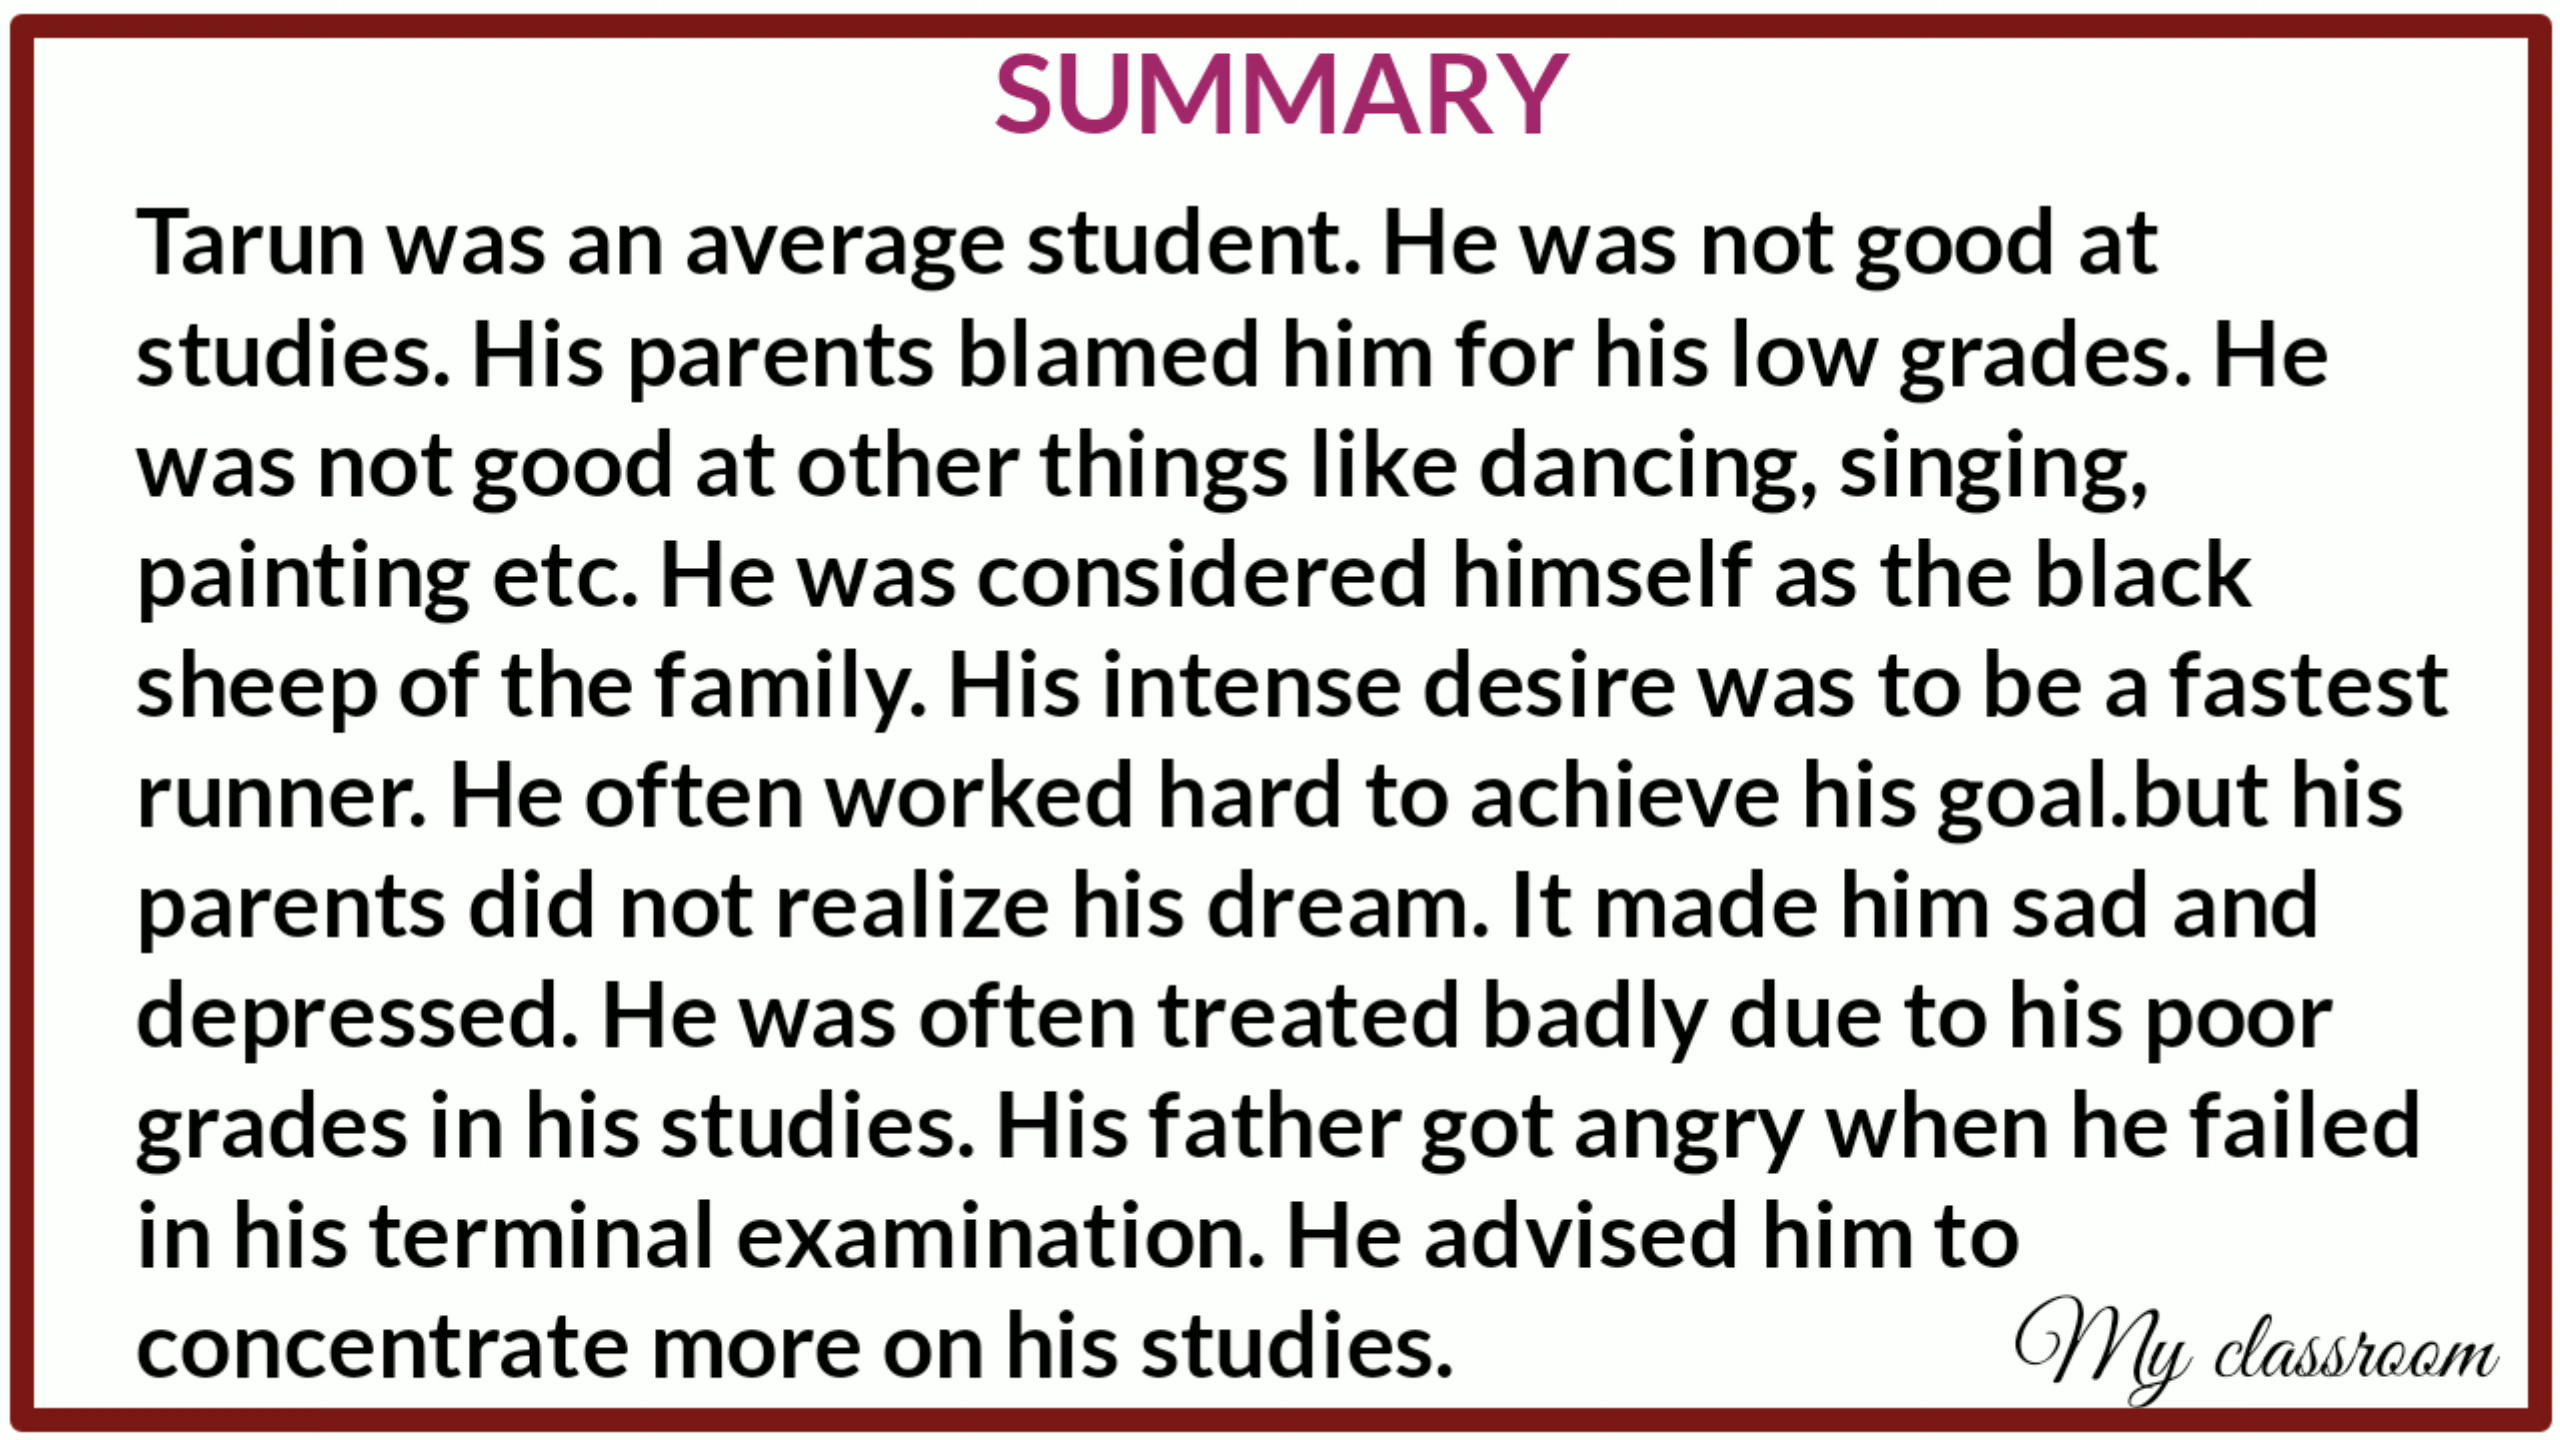 SUMMARY
Tarun was an average student. He was not good at
studies. His parents blamed him for his low grades. He
was not good at other things like dancing, singing,
painting etc. He was considered himself as the black
sheep of the family. His intense desire was to be a fastest
runner. He often worked hard to achieve his goal.but his
parents did not realize his dream. It made him sad and
depressed. He was often treated badly due to his poor
grades in his studies. His father got angry when he failed
in his terminal examination. He advised him to
concentrate more on his studies.
My classroom